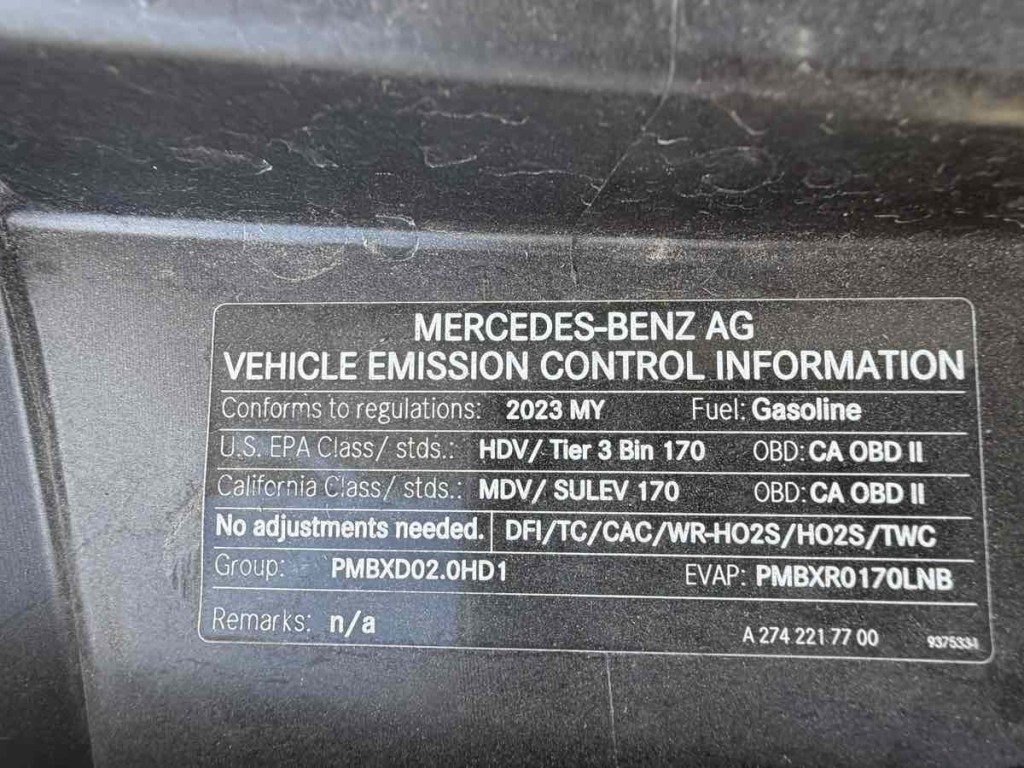 MERCEDES-BENZ AG
VEHICLE EMISSION CONTROL INFORMATION
Conforms to regulations: 2023 MY Fuel: Gasoline
U.S. EPA Class/ stds.: HDV/ Tier 3 Bin 170 OBD: CA OBD II
California Class/ stds.: MDV/ SULEV 170 OBD: CA OBD II
No adjustments needed. DFI/TC/CAC/WR-HO2S/HO2S/TWC
Group: PMBXD02.0HD1 EVAP: PMBXR0170LNB
Remarks: n/a
A 274 221 77 00